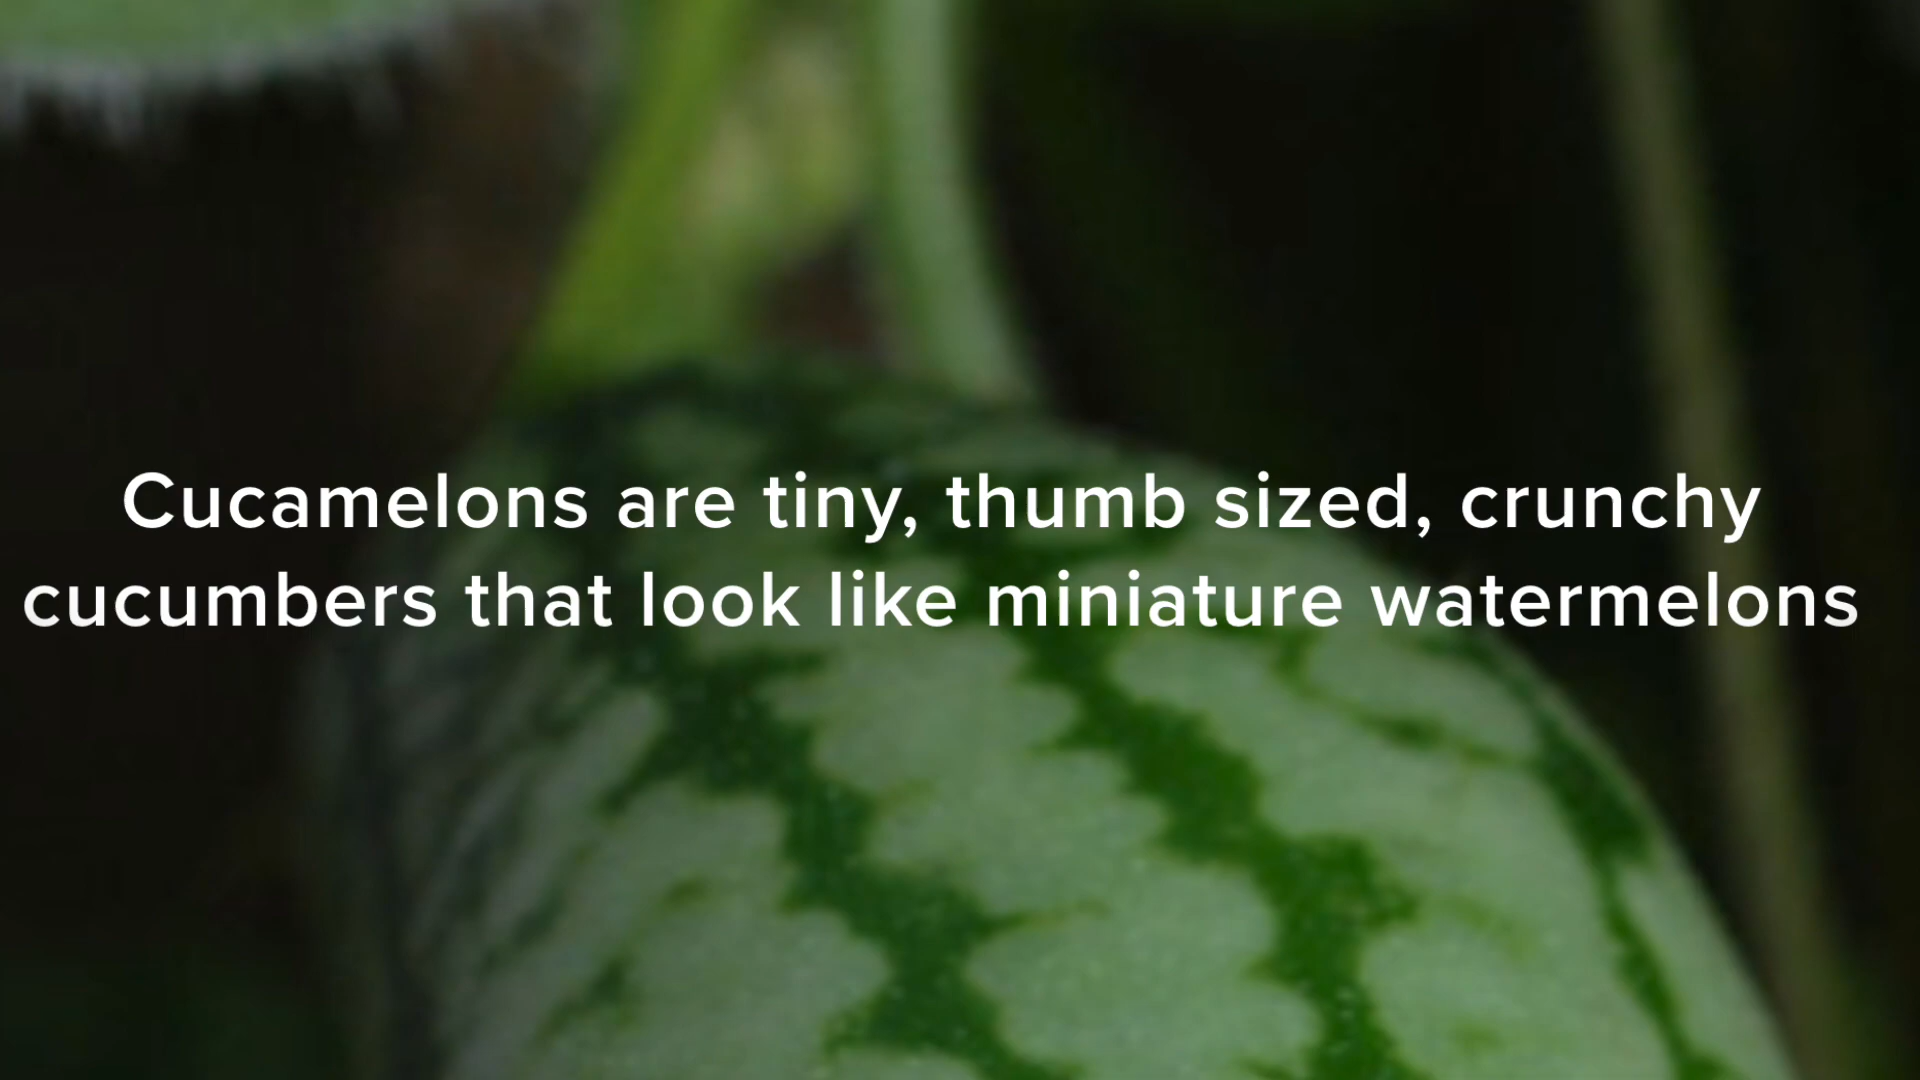 Cucamelons are tiny, thumb sized, crunchy
cucumbers that look like miniature watermelons